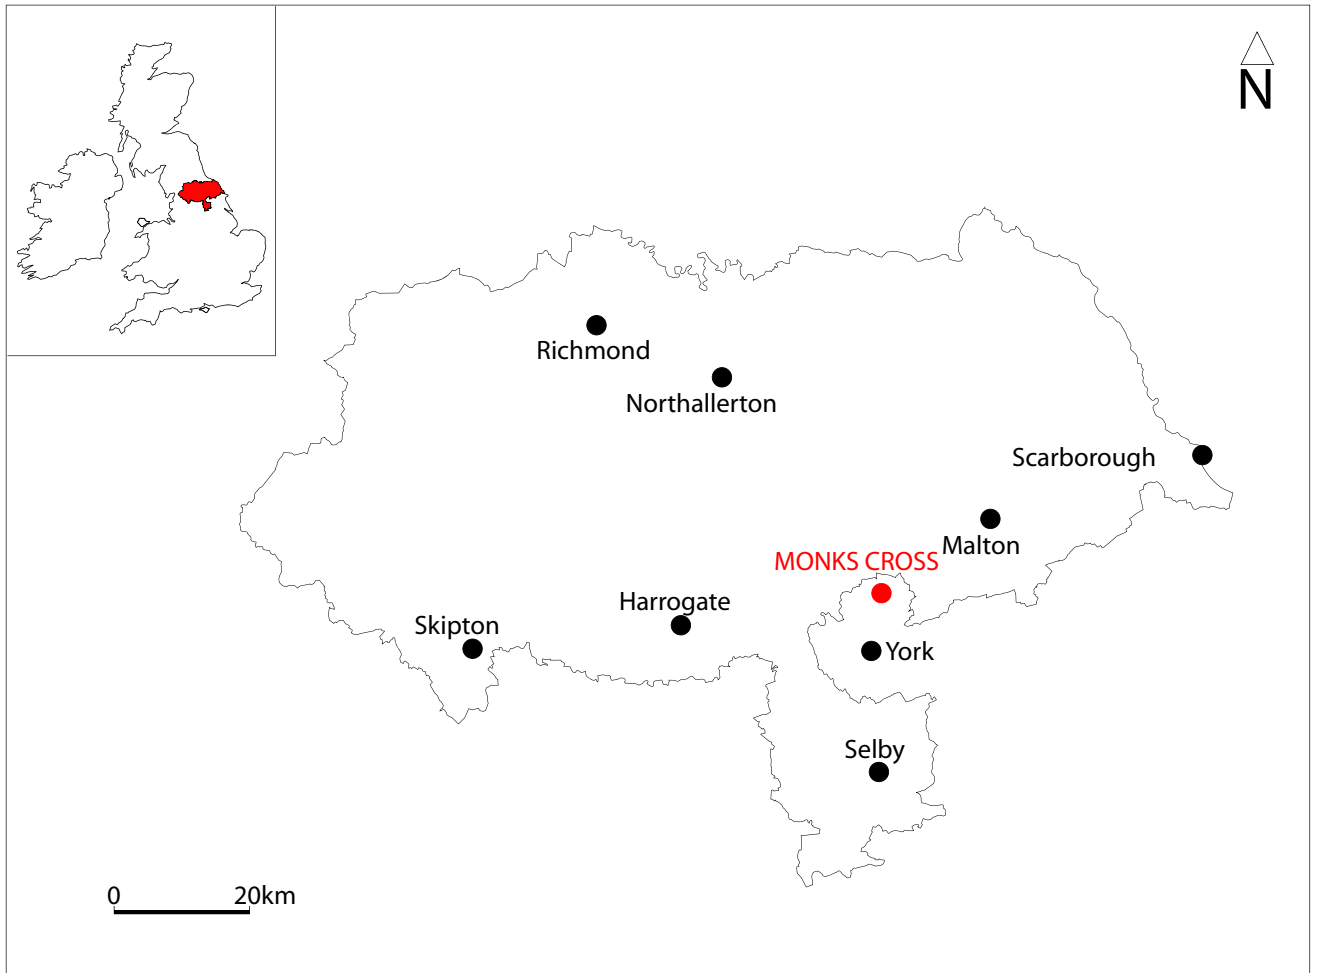 N
Richmond
Northallerton
Scarborough
Malton
MONKS CROSS
Harrogate
Skipton
York
Selby
0 20km